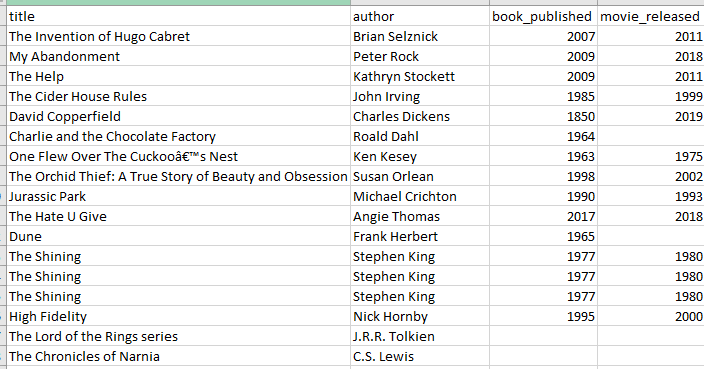 title author book_published movie_released
The Invention of Hugo Cabret Brian Selznick 2007 2011
My Abandonment Peter Rock 2009 2018
The Help Kathryn Stockett 2009 2011
The Cider House Rules John Irving 1985 1999
David Copperfield Charles Dickens 1850 2019
Charlie and the Chocolate Factory Roald Dahl 1964
One Flew Over The Cuckooâ€™s Nest Ken Kesey 1963 1975
The Orchid Thief: A True Story of Beauty and Obsession Susan Orlean 1998 2002
Jurassic Park Michael Crichton 1990 1993
The Hate U Give Angie Thomas 2017 2018
Dune Frank Herbert 1965
The Shining Stephen King 1977 1980
The Shining Stephen King 1977 1980
The Shining Stephen King 1977 1980
High Fidelity Nick Hornby 1995 2000
The Lord of the Rings series J.R.R. Tolkien
The Chronicles of Narnia C.S. Lewis